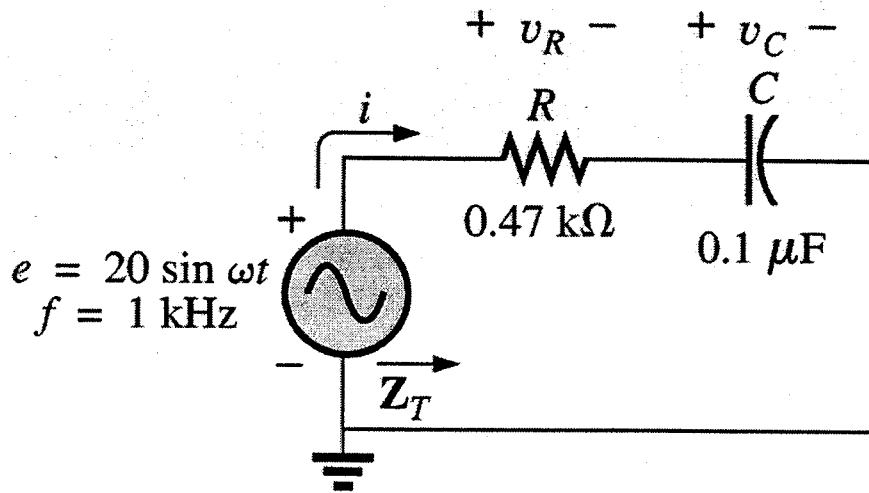 + v_R − + v_C −
C
i
R
0.47 kΩ
0.1 μF
+
e = 20 sin ωt
f = 1 kHz
−
Z_T